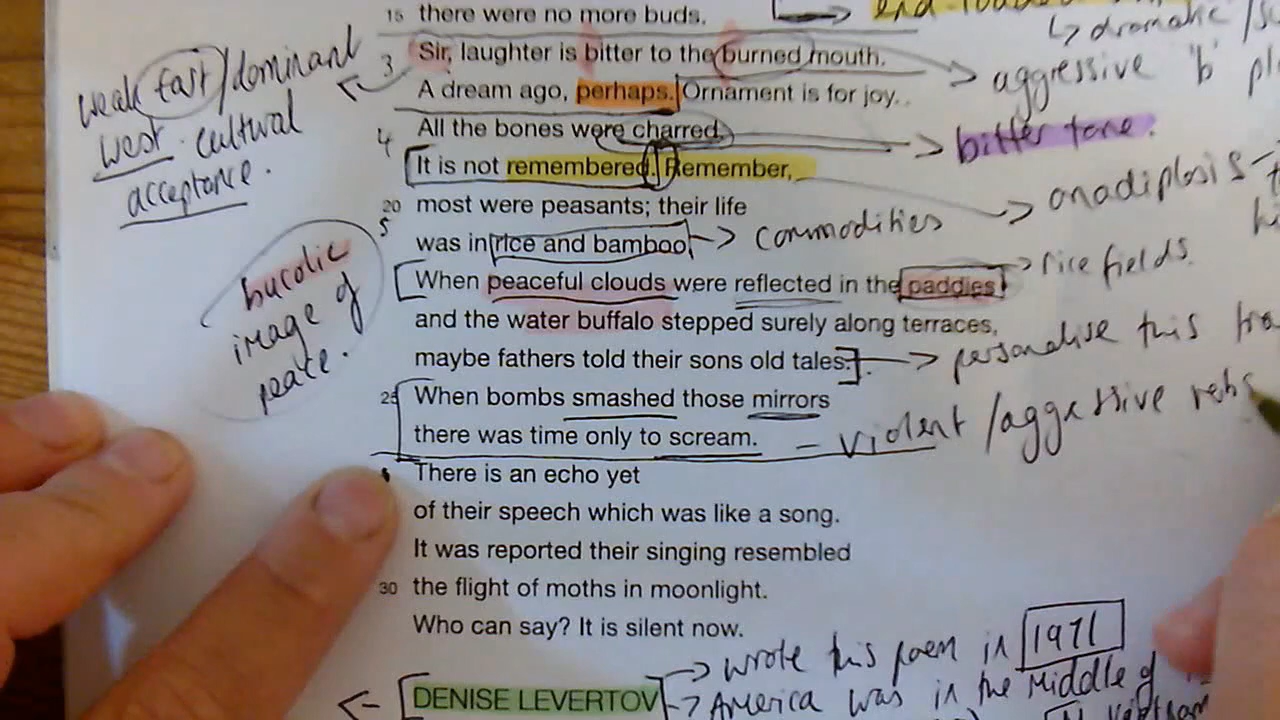 15 there were no more buds.
3 Sir, laughter is bitter to the burned mouth.
A dream ago, perhaps. Ornament is for joy.
4 All the bones were charred.
It is not remembered. Remember,
20 most were peasants; their life
5 was in rice and bamboo.
When peaceful clouds were reflected in the paddies
and the water buffalo stepped surely along terraces,
maybe fathers told their sons old tales.
25 When bombs smashed those mirrors
there was time only to scream.
There is an echo yet
of their speech which was like a song.
It was reported their singing resembled
30 the flight of moths in moonlight.
Who can say? It is silent now.
DENISE LEVERTOV
weak east/dominant
west. cultural
acceptance.
bucolic
image of
peace.
end-loaded
↳ dramatic
aggressive 'b'
bitter tone.
anadiplosis -
commodities
rice fields.
personalise this
- violent/aggressive
wrote this poem in 1971
America was in the middle of